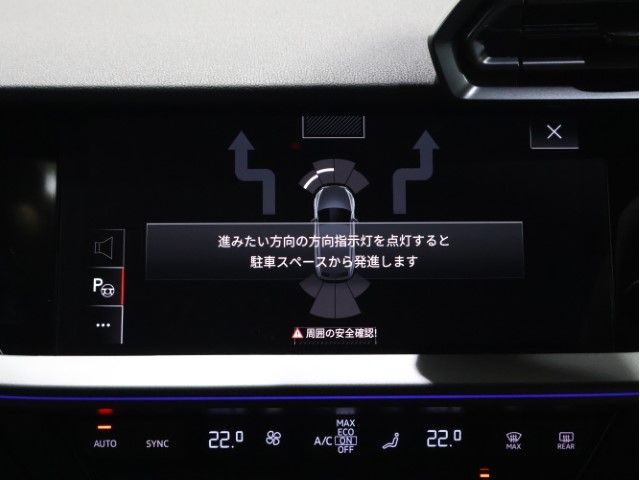 進みたい方向の方向指示灯を点灯すると
駐車スペースから発進します
P
周囲の安全確認!
AUTO
SYNC
22.0
A/C
MAX
ECO
ON
OFF
22.0
MAX
REAR